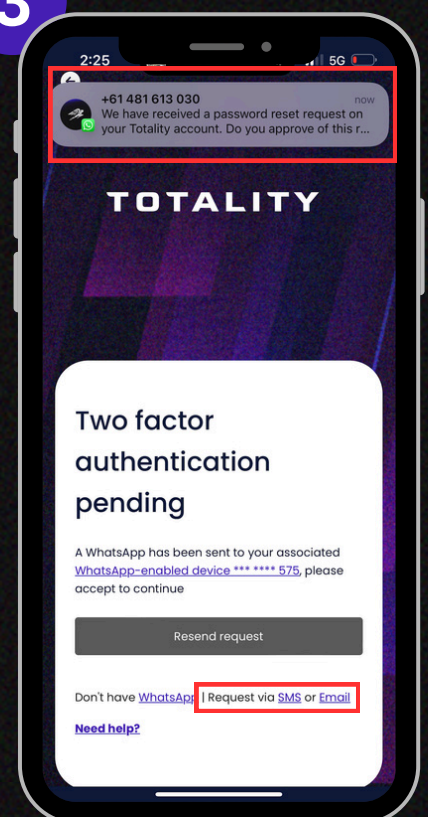 3
2:25
5G
+61 481 613 030 now
We have received a password reset request on
your Totality account. Do you approve of this r...
TOTALITY
Two factor
authentication
pending
A WhatsApp has been sent to your associated
WhatsApp-enabled device *** **** 575, please
accept to continue
Resend request
Don't have WhatsApp | Request via SMS or Email
Need help?